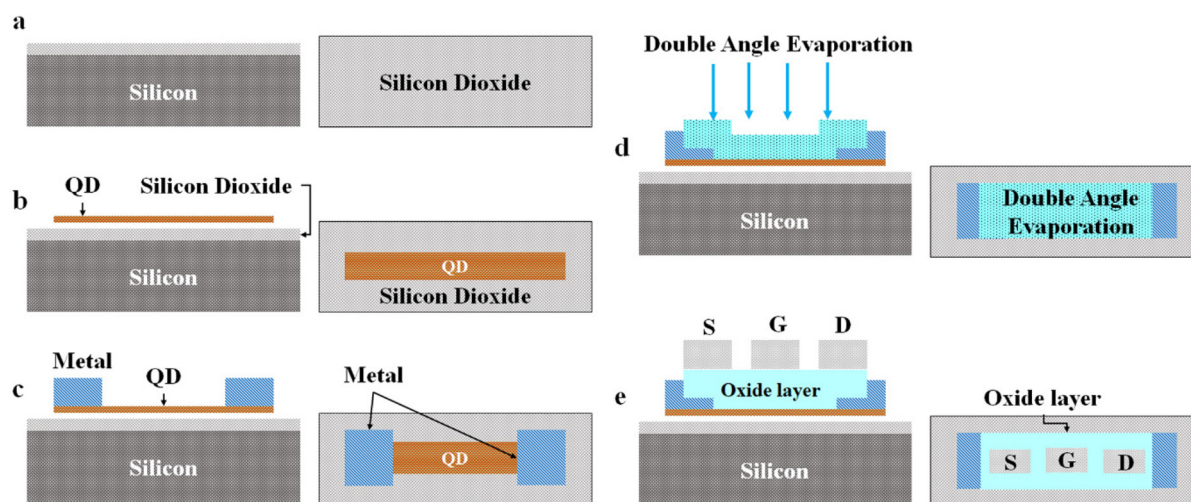 a
Silicon
Silicon Dioxide
b
QD
Silicon Dioxide
Silicon
QD
Silicon Dioxide
c
Metal
QD
Silicon
Metal
QD
Double Angle Evaporation
d
Silicon
Double Angle
Evaporation
e
S G D
Oxide layer
Silicon
Oxide layer
S G D